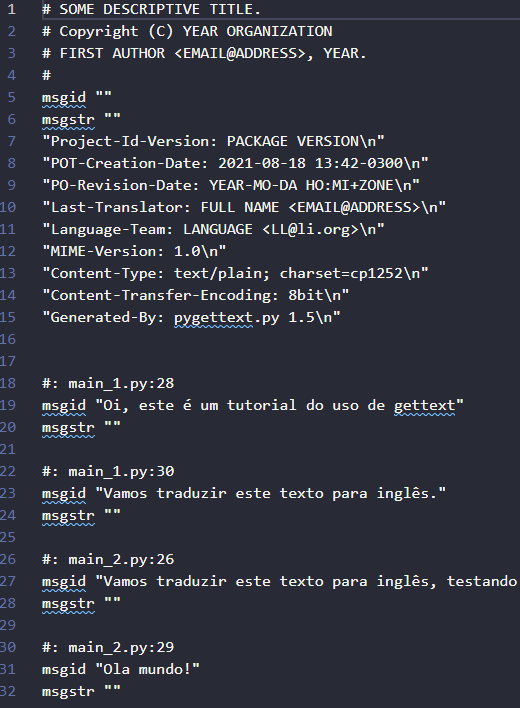 1 # SOME DESCRIPTIVE TITLE.
2 # Copyright (C) YEAR ORGANIZATION
3 # FIRST AUTHOR <EMAIL@ADDRESS>, YEAR.
4 #
5 msgid ""
6 msgstr ""
7 "Project-Id-Version: PACKAGE VERSION\n"
8 "POT-Creation-Date: 2021-08-18 13:42-0300\n"
9 "PO-Revision-Date: YEAR-MO-DA HO:MI+ZONE\n"
10 "Last-Translator: FULL NAME <EMAIL@ADDRESS>\n"
11 "Language-Team: LANGUAGE <LL@li.org>\n"
12 "MIME-Version: 1.0\n"
13 "Content-Type: text/plain; charset=cp1252\n"
14 "Content-Transfer-Encoding: 8bit\n"
15 "Generated-By: pygettext.py 1.5\n"
16
17
18 #: main_1.py:28
19 msgid "Oi, este é um tutorial do uso de gettext"
20 msgstr ""
21
22 #: main_1.py:30
23 msgid "Vamos traduzir este texto para inglês."
24 msgstr ""
25
26 #: main_2.py:26
27 msgid "Vamos traduzir este texto para inglês, testando
28 msgstr ""
29
30 #: main_2.py:29
31 msgid "Ola mundo!"
32 msgstr ""